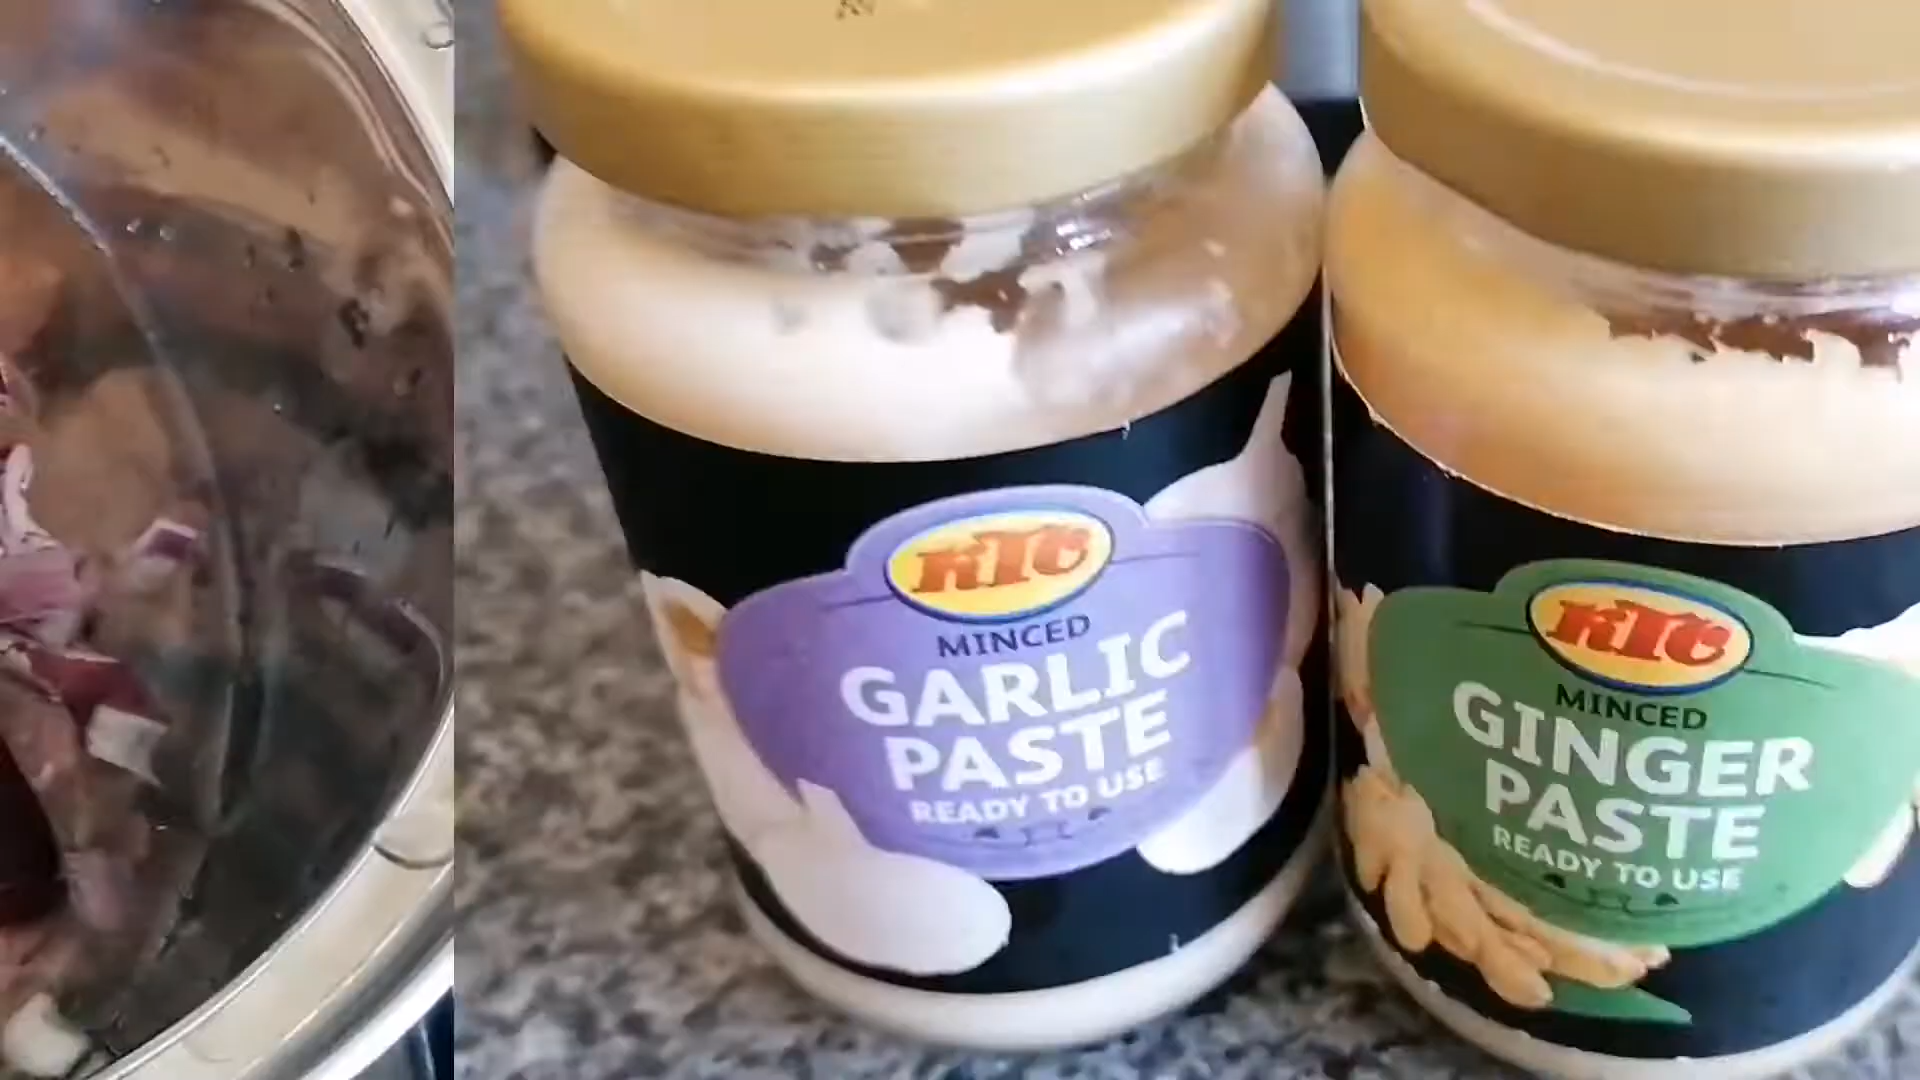 KTC
MINCED
GARLIC
PASTE
READY TO USE
KTC
MINCED
GINGER
PASTE
READY TO USE